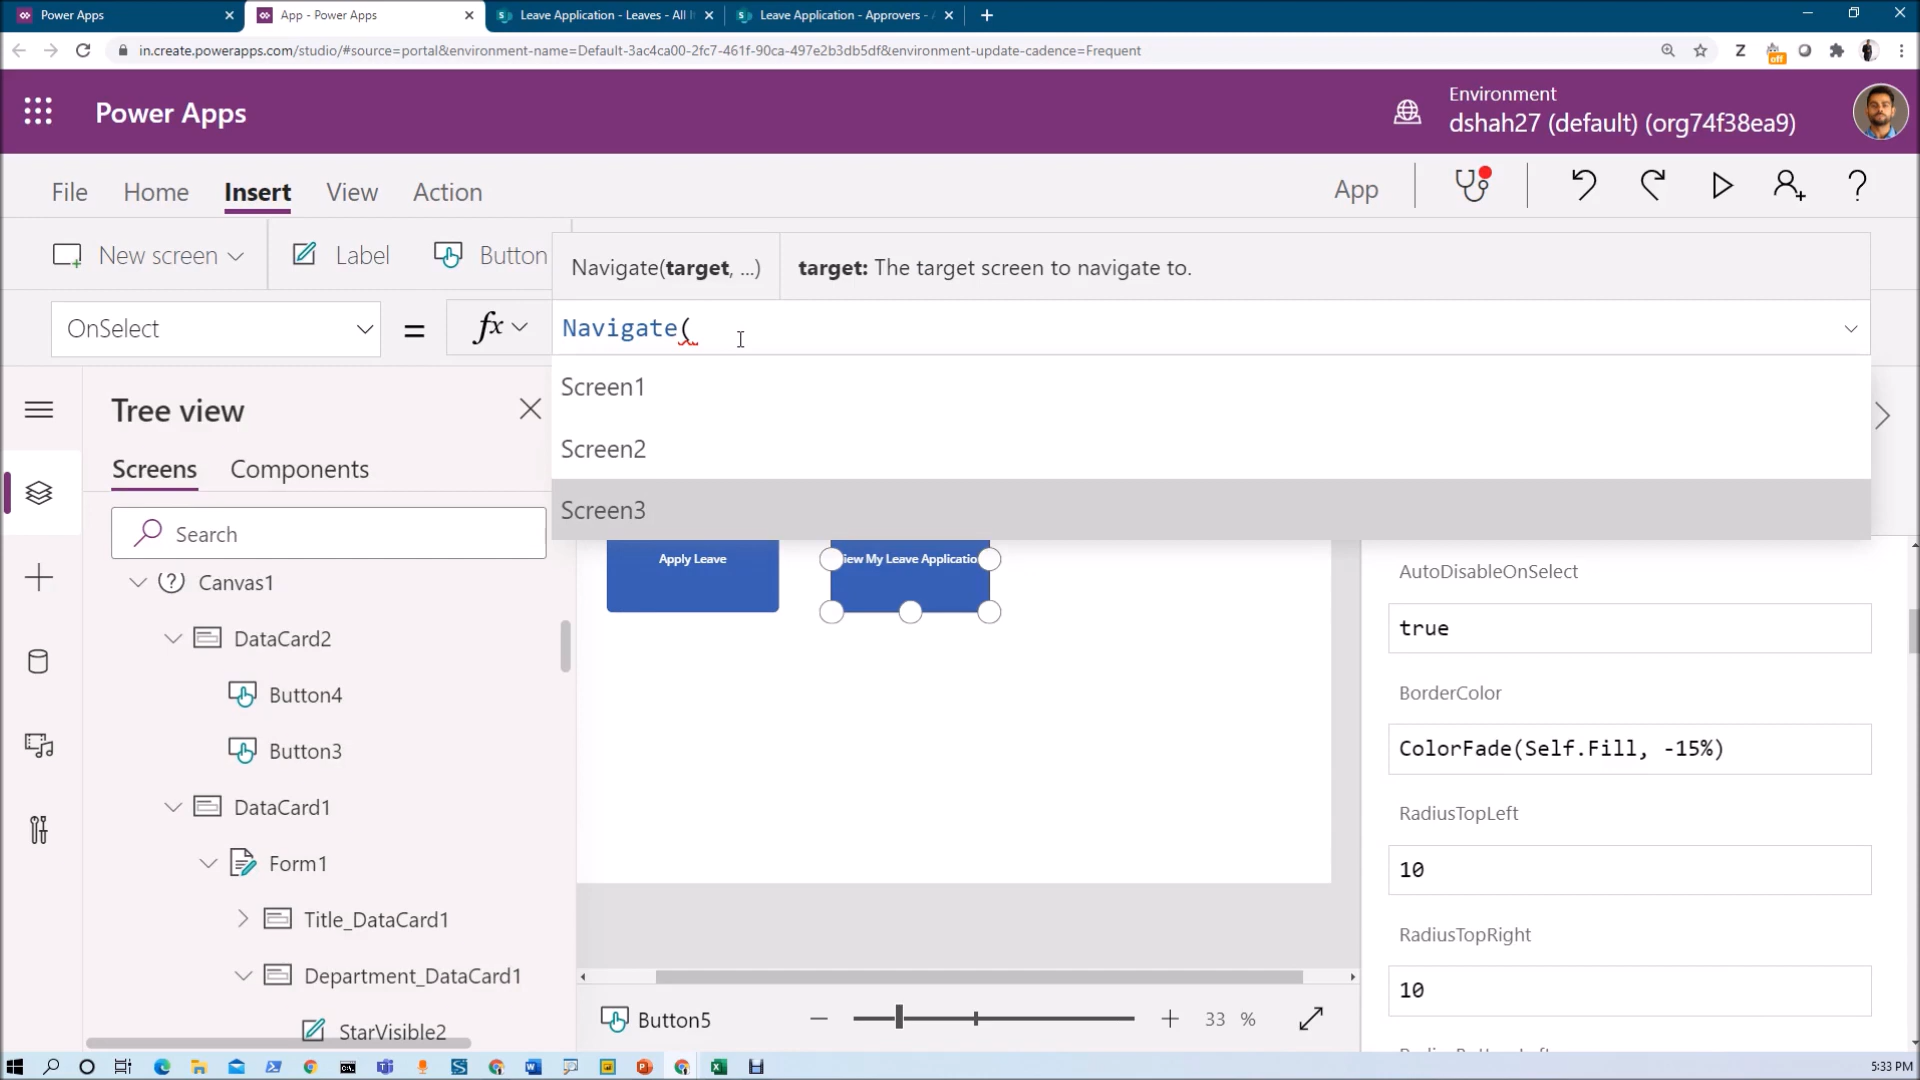 Power Apps
App - Power Apps
Leave Application - Leaves - All I
Leave Application - Approvers -
in.create.powerapps.com/studio/#source=portal&environment-name=Default-3ac4ca00-2fc7-461f-90ca-497e2b3db5df&environment-update-cadence=Frequent
Z
off
Power Apps
Environment
dshah27 (default) (org74f38ea9)
File
Home
Insert
View
Action
App
New screen
Label
Button
Navigate(target, ...)
target: The target screen to navigate to.
OnSelect
=
fx
Navigate(
Screen1
Screen2
Screen3
Tree view
Screens
Components
Search
Canvas1
DataCard2
Button4
Button3
DataCard1
Form1
Title_DataCard1
Department_DataCard1
StarVisible2
Apply Leave
iew My Leave Applicatio
Button5
33 %
AutoDisableOnSelect
true
BorderColor
ColorFade(Self.Fill, -15%)
RadiusTopLeft
10
RadiusTopRight
10
5:33 PM